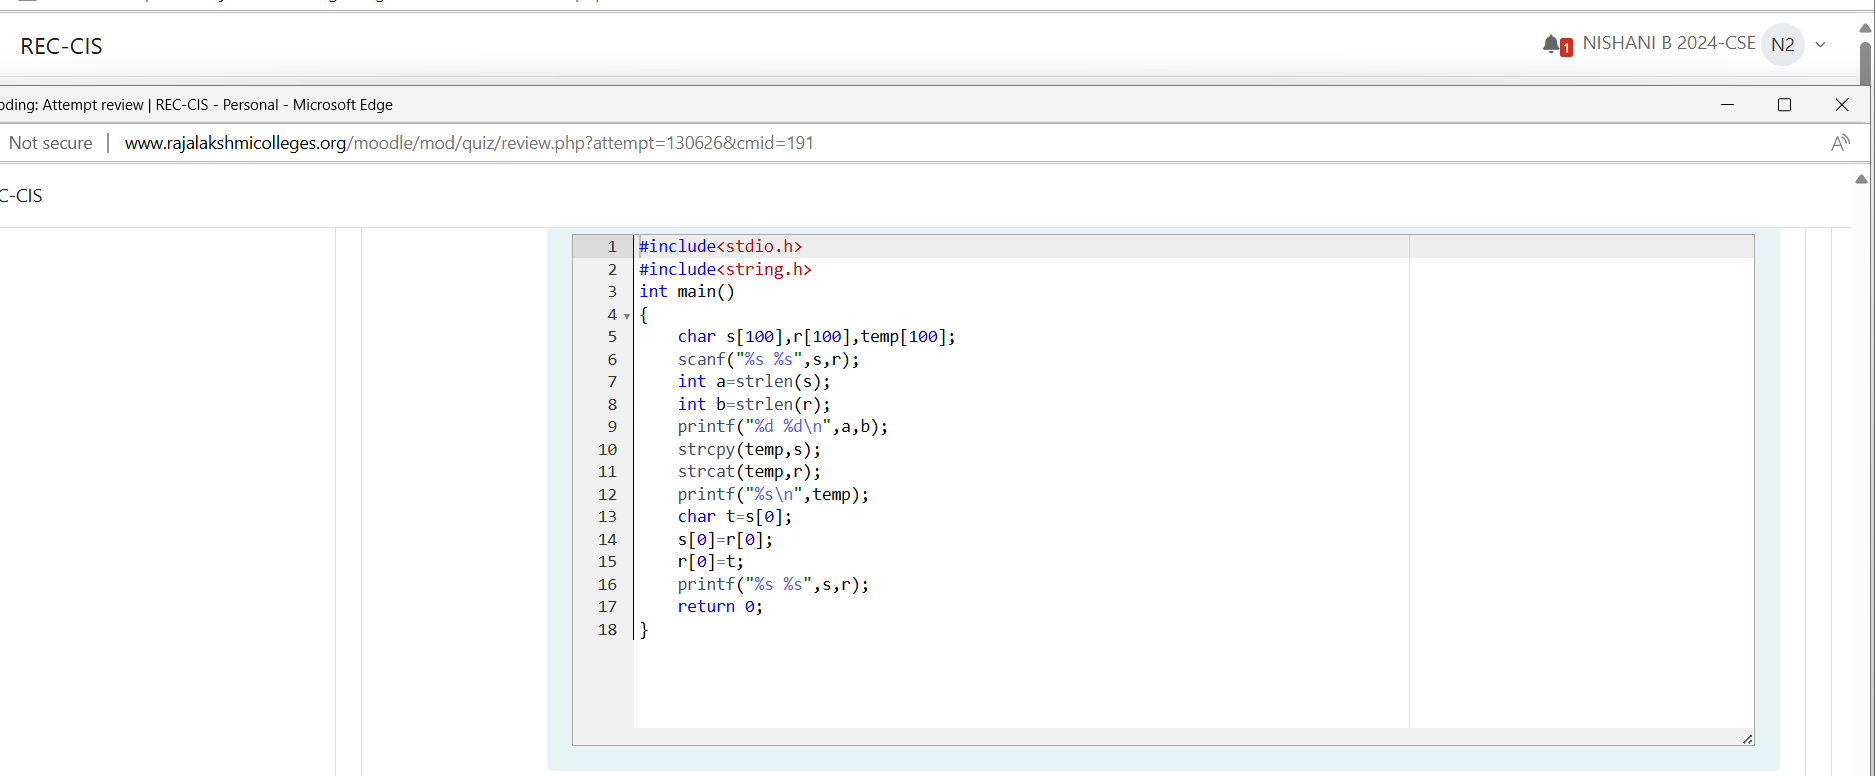 REC-CIS
1
NISHANI B 2024-CSE
N2
oding: Attempt review | REC-CIS - Personal - Microsoft Edge
Not secure
www.rajalakshmicolleges.org/moodle/mod/quiz/review.php?attempt=130626&cmid=191
C-CIS
1 #include<stdio.h>
2 #include<string.h>
3 int main()
4 {
5 char s[100],r[100],temp[100];
6 scanf("%s %s",s,r);
7 int a=strlen(s);
8 int b=strlen(r);
9 printf("%d %d\n",a,b);
10 strcpy(temp,s);
11 strcat(temp,r);
12 printf("%s\n",temp);
13 char t=s[0];
14 s[0]=r[0];
15 r[0]=t;
16 printf("%s %s",s,r);
17 return 0;
18 }